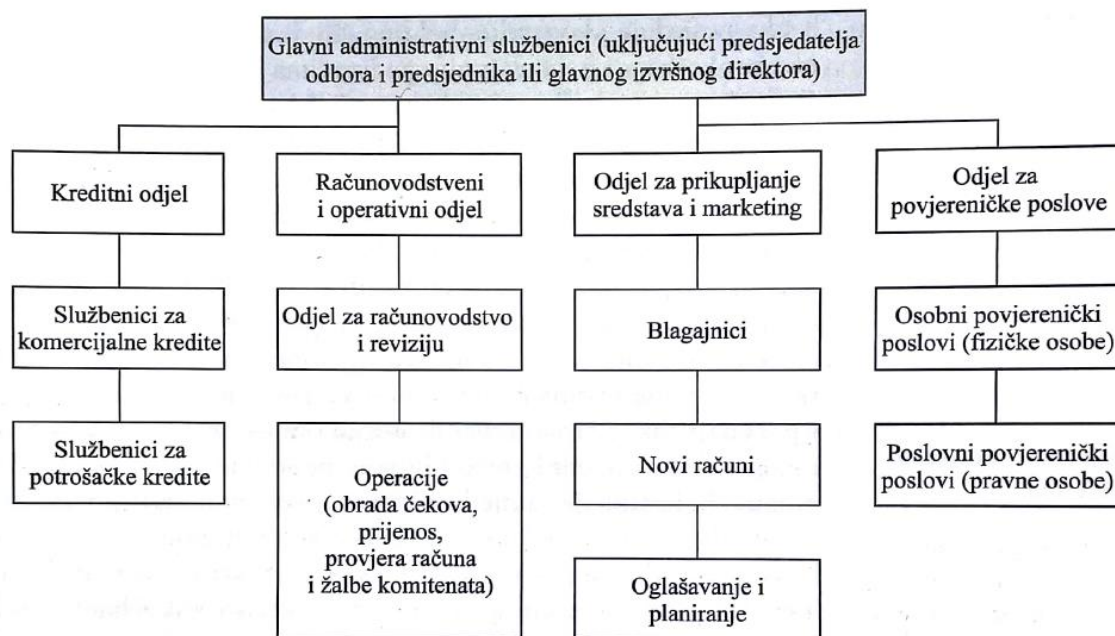 Glavni administrativni službenici (uključujući predsjedatelja
odbora i predsjednika ili glavnog izvršnog direktora)
Kreditni odjel
Računovodstveni
i operativni odjel
Odjel za prikupljanje
sredstava i marketing
Odjel za
povjereničke poslove
Službenici za
komercijalne kredite
Odjel za računovodstvo
i reviziju
Blagajnici
Osobni povjerenički
poslovi (fizičke osobe)
Službenici za
potrošačke kredite
Operacije
(obrada čekova,
prijenos,
provjera računa
i žalbe komitenata)
Novi računi
Poslovni povjerenički
poslovi (pravne osobe)
Oglašavanje i
planiranje